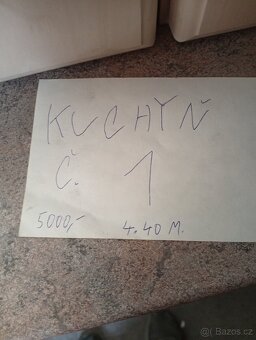 KUCHYŇ
Č. 1
5000,- 4.40 M.
Bazos.cz